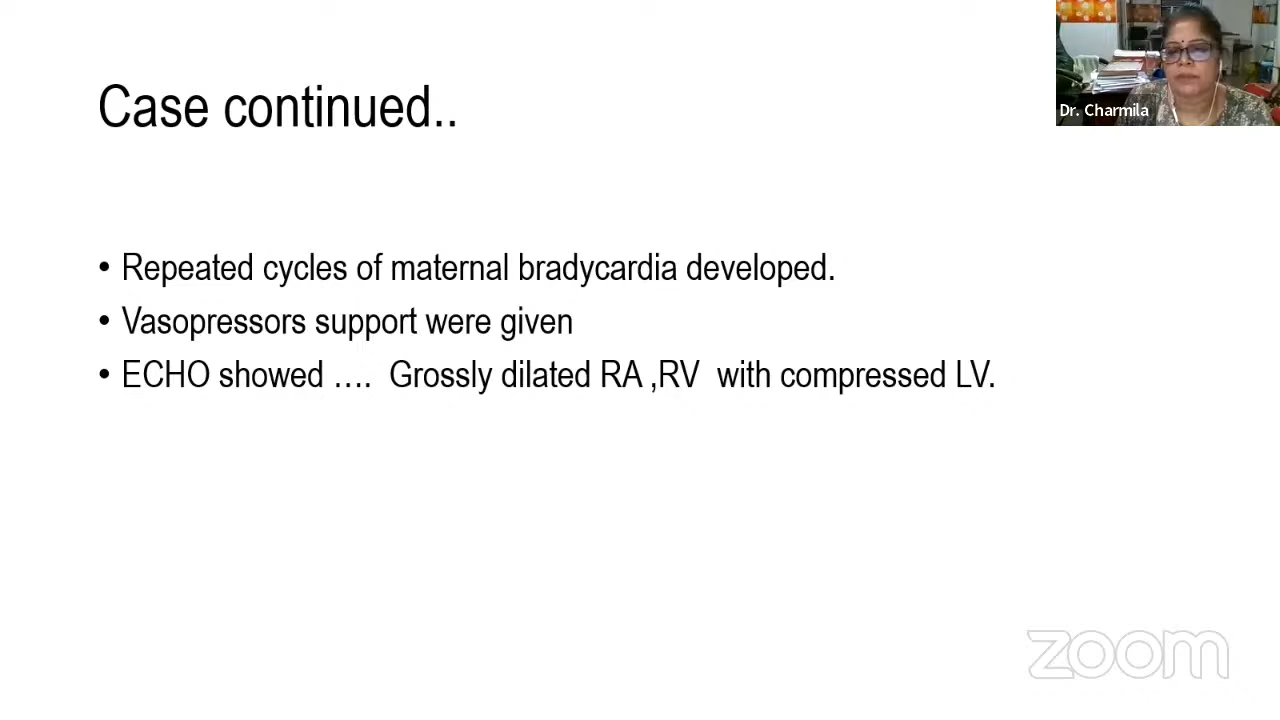 Case continued..
Dr. Charmila
• Repeated cycles of maternal bradycardia developed.
• Vasopressors support were given
• ECHO showed …. Grossly dilated RA ,RV with compressed LV.
zoom